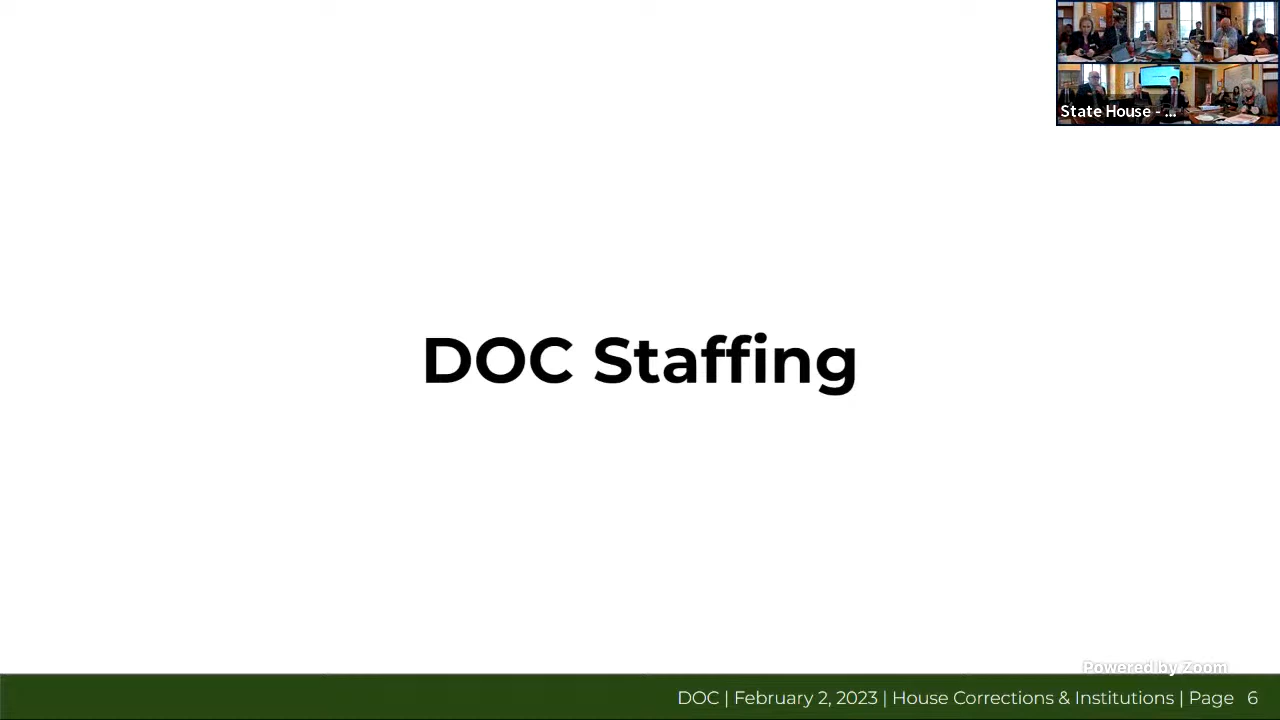 State House - ...
DOC Staffing
Powered by Zoom
DOC | February 2, 2023 | House Corrections & Institutions | Page 6